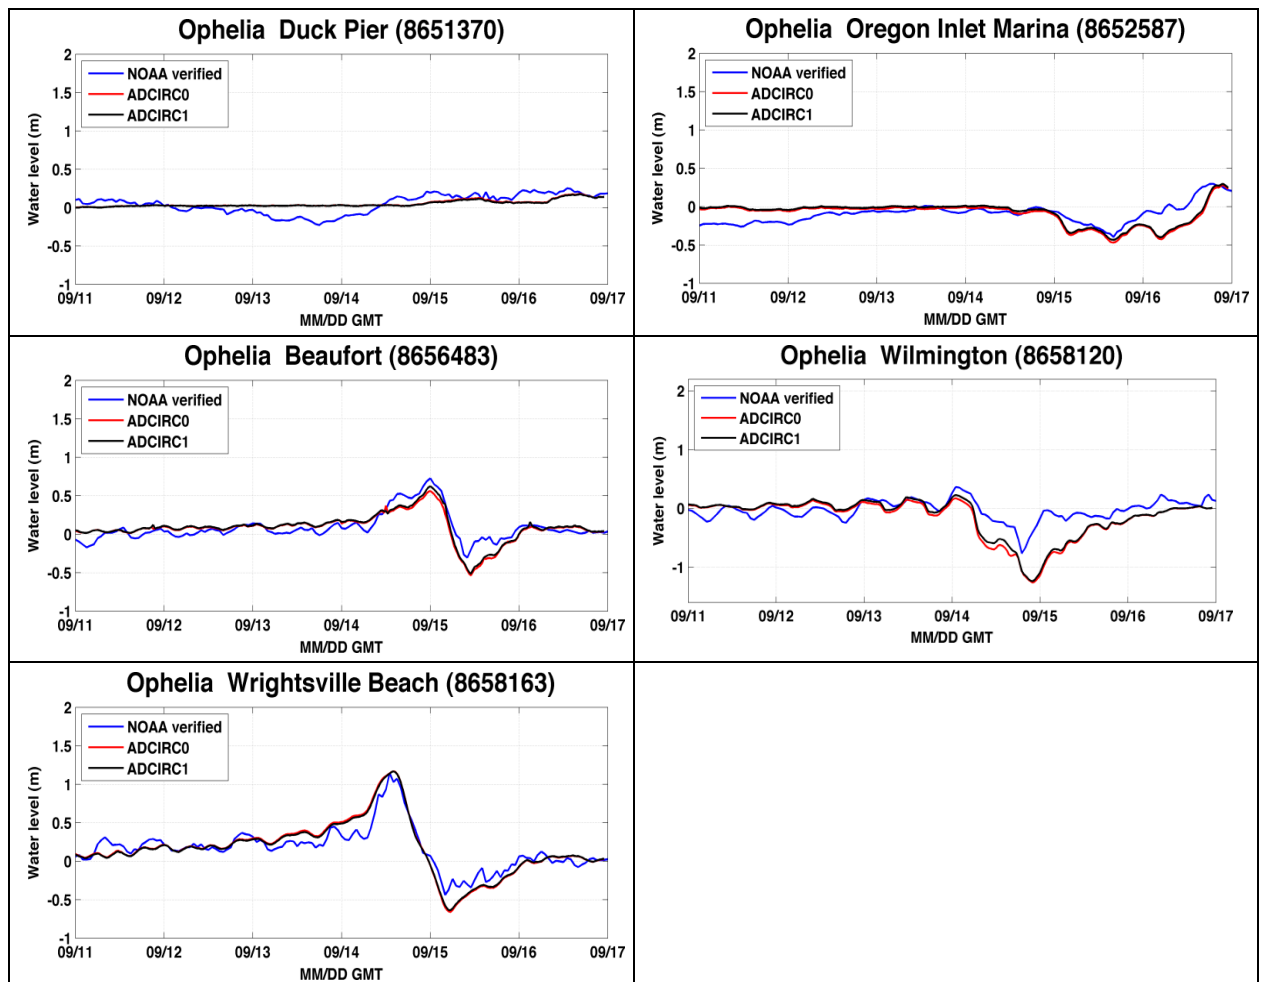 Ophelia  Duck Pier (8651370)
2
1.5
1
0.5
0
-0.5
-1
Water level (m)
NOAA verified
ADCIRC0
ADCIRC1
09/11 09/12 09/13 09/14 09/15 09/16 09/17
MM/DD GMT
Ophelia  Oregon Inlet Marina (8652587)
2
1.5
1
0.5
0
-0.5
-1
Water level (m)
NOAA verified
ADCIRC0
ADCIRC1
09/11 09/12 09/13 09/14 09/15 09/16 09/17
MM/DD GMT
Ophelia  Beaufort (8656483)
2
1.5
1
0.5
0
-0.5
-1
Water level (m)
NOAA verified
ADCIRC0
ADCIRC1
09/11 09/12 09/13 09/14 09/15 09/16 09/17
MM/DD GMT
Ophelia  Wilmington (8658120)
2
1
0
-1
Water level (m)
NOAA verified
ADCIRC0
ADCIRC1
09/11 09/12 09/13 09/14 09/15 09/16 09/17
MM/DD GMT
Ophelia  Wrightsville Beach (8658163)
2
1.5
1
0.5
0
-0.5
-1
Water level (m)
NOAA verified
ADCIRC0
ADCIRC1
09/11 09/12 09/13 09/14 09/15 09/16 09/17
MM/DD GMT